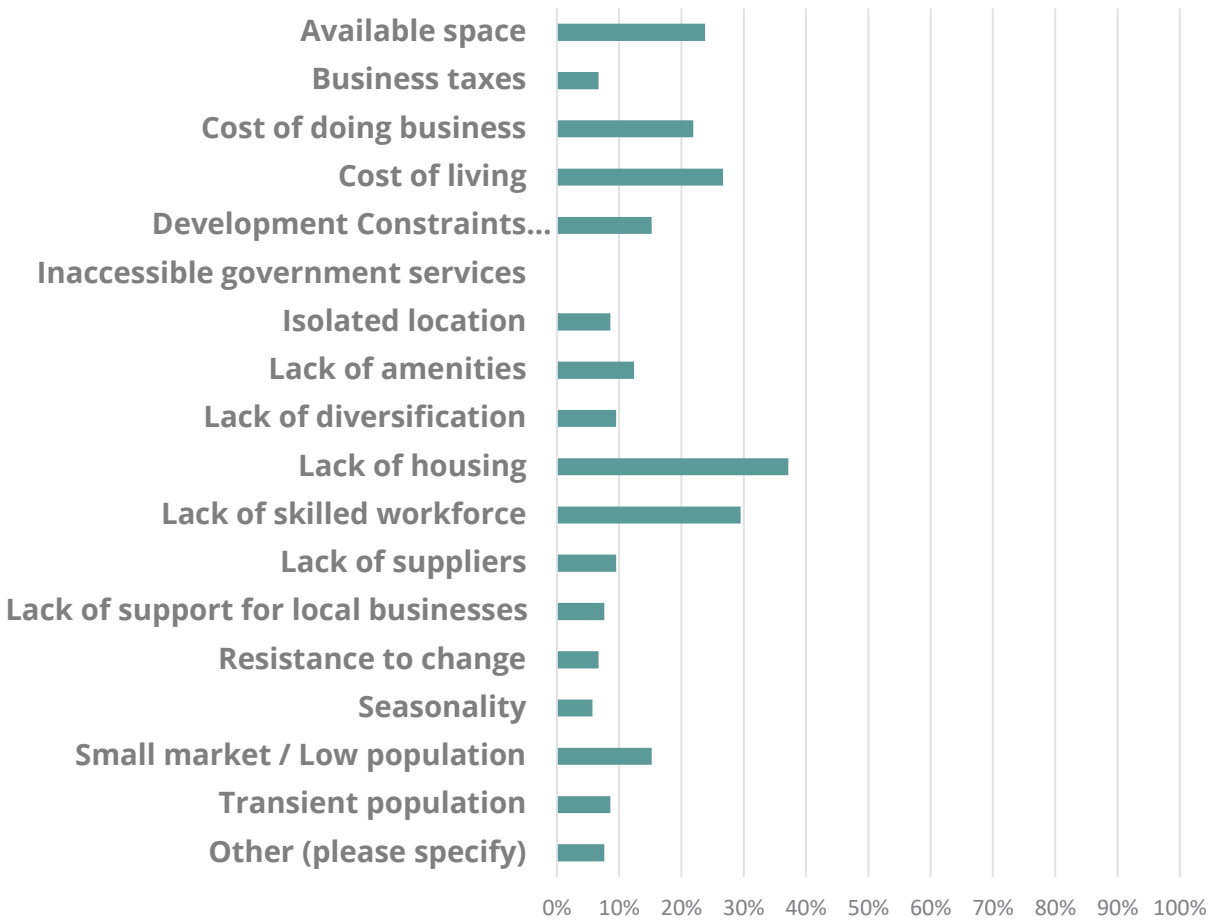 Available space
Business taxes
Cost of doing business
Cost of living
Development Constraints...
Inaccessible government services
Isolated location
Lack of amenities
Lack of diversification
Lack of housing
Lack of skilled workforce
Lack of suppliers
Lack of support for local businesses
Resistance to change
Seasonality
Small market / Low population
Transient population
Other (please specify)
0% 10% 20% 30% 40% 50% 60% 70% 80% 90% 100%